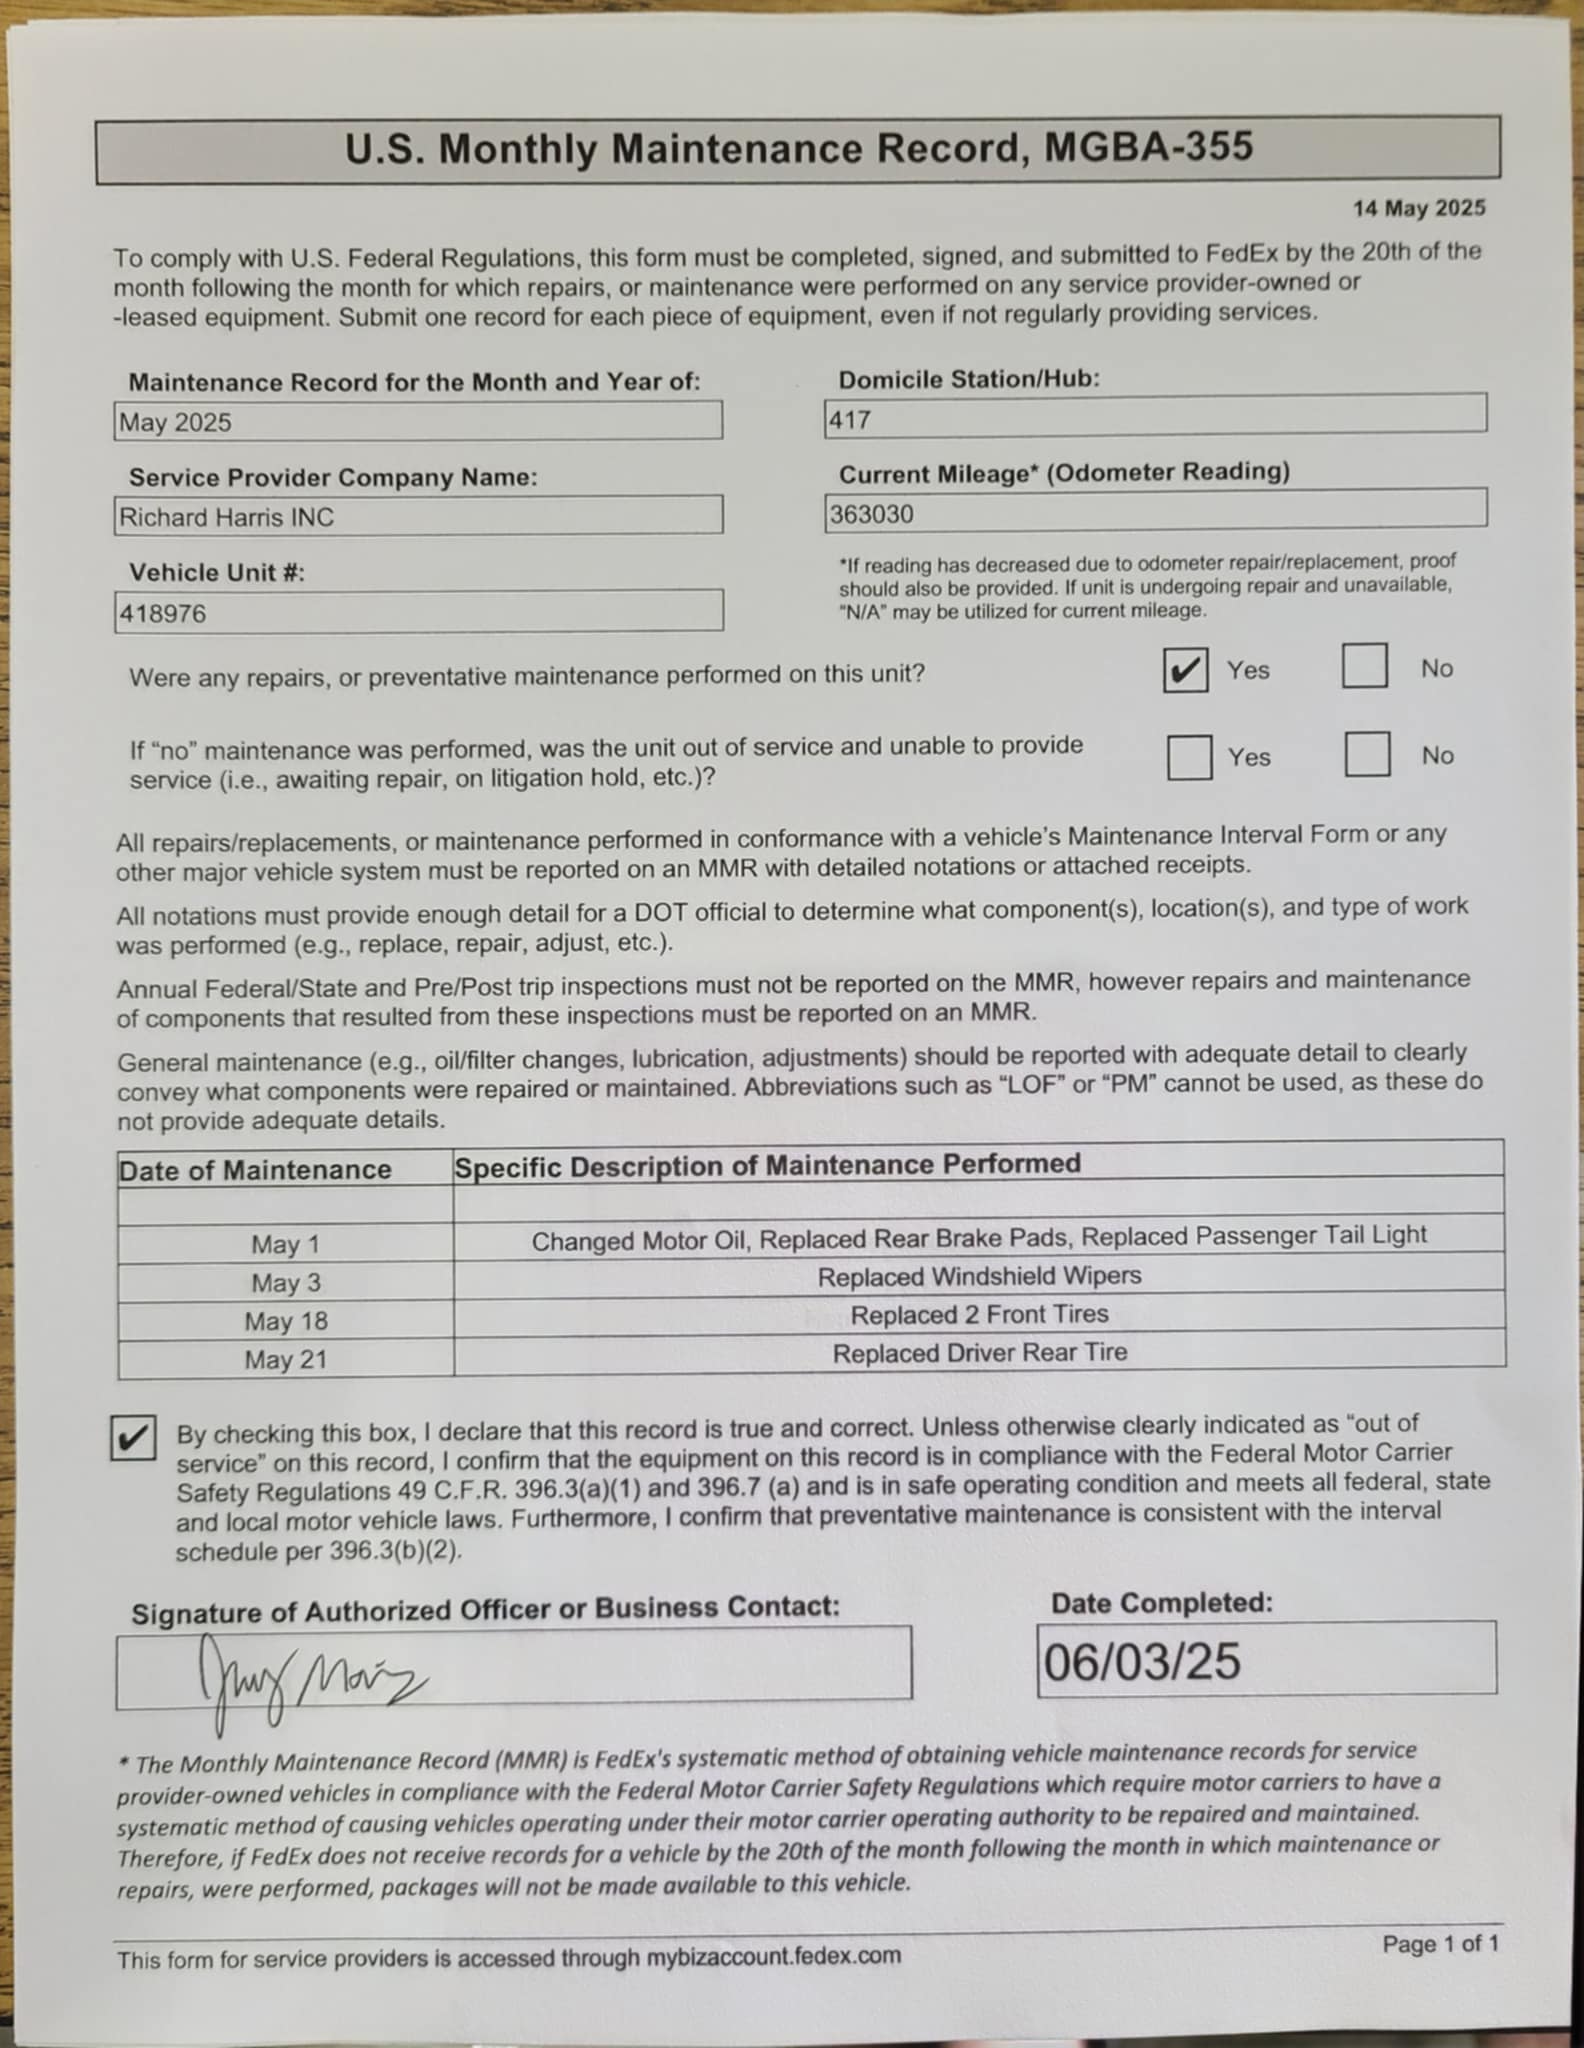 U.S. Monthly Maintenance Record, MGBA-355
14 May 2025
To comply with U.S. Federal Regulations, this form must be completed, signed, and submitted to FedEx by the 20th of the
month following the month for which repairs, or maintenance were performed on any service provider-owned or
-leased equipment. Submit one record for each piece of equipment, even if not regularly providing services.
Maintenance Record for the Month and Year of:
May 2025
Domicile Station/Hub:
417
Service Provider Company Name:
Richard Harris INC
Current Mileage* (Odometer Reading)
363030
Vehicle Unit #:
418976
*If reading has decreased due to odometer repair/replacement, proof
should also be provided. If unit is undergoing repair and unavailable,
"N/A" may be utilized for current mileage.
Were any repairs, or preventative maintenance performed on this unit? ✔ Yes No
If "no" maintenance was performed, was the unit out of service and unable to provide
service (i.e., awaiting repair, on litigation hold, etc.)? Yes No
All repairs/replacements, or maintenance performed in conformance with a vehicle's Maintenance Interval Form or any
other major vehicle system must be reported on an MMR with detailed notations or attached receipts.
All notations must provide enough detail for a DOT official to determine what component(s), location(s), and type of work
was performed (e.g., replace, repair, adjust, etc.).
Annual Federal/State and Pre/Post trip inspections must not be reported on the MMR, however repairs and maintenance
of components that resulted from these inspections must be reported on an MMR.
General maintenance (e.g., oil/filter changes, lubrication, adjustments) should be reported with adequate detail to clearly
convey what components were repaired or maintained. Abbreviations such as "LOF" or "PM" cannot be used, as these do
not provide adequate details.
Date of Maintenance Specific Description of Maintenance Performed
May 1 Changed Motor Oil, Replaced Rear Brake Pads, Replaced Passenger Tail Light
May 3 Replaced Windshield Wipers
May 18 Replaced 2 Front Tires
May 21 Replaced Driver Rear Tire
✔ By checking this box, I declare that this record is true and correct. Unless otherwise clearly indicated as "out of
service" on this record, I confirm that the equipment on this record is in compliance with the Federal Motor Carrier
Safety Regulations 49 C.F.R. 396.3(a)(1) and 396.7 (a) and is in safe operating condition and meets all federal, state
and local motor vehicle laws. Furthermore, I confirm that preventative maintenance is consistent with the interval
schedule per 396.3(b)(2).
Signature of Authorized Officer or Business Contact:
Date Completed:
06/03/25
* The Monthly Maintenance Record (MMR) is FedEx's systematic method of obtaining vehicle maintenance records for service
provider-owned vehicles in compliance with the Federal Motor Carrier Safety Regulations which require motor carriers to have a
systematic method of causing vehicles operating under their motor carrier operating authority to be repaired and maintained.
Therefore, if FedEx does not receive records for a vehicle by the 20th of the month following the month in which maintenance or
repairs, were performed, packages will not be made available to this vehicle.
This form for service providers is accessed through mybizaccount.fedex.com
Page 1 of 1